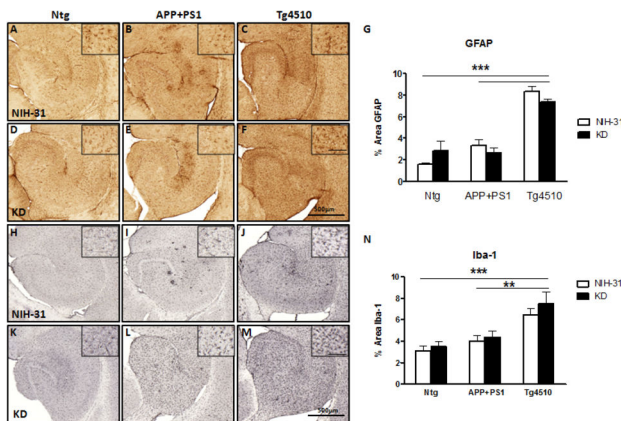 Ntg APP+PS1 Tg4510
A B C
NIH-31
D E F
KD 500µm
H I J
NIH-31
K L M
KD 500µm
G
GFAP
***
% Area GFAP
10
8
6
4
2
0
Ntg APP+PS1 Tg4510
NIH-31
KD
N
Iba-1
***
**
% Area Iba-1
10
8
6
4
2
0
Ntg APP+PS1 Tg4510
NIH-31
KD